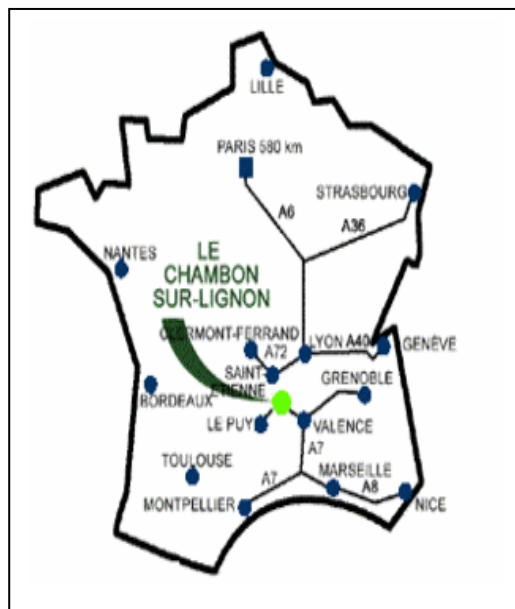 LILLE
PARIS 580 km
STRASBOURG
A6
A36
NANTES
LE
CHAMBON
SUR-LIGNON
CLERMONT-FERRAND
A72
LYON
A40
GENÈVE
SAINT-
ETIENNE
GRENOBLE
BORDEAUX
LE PUY
VALENCE
A7
TOULOUSE
MARSEILLE
A7
A8
MONTPELLIER
NICE